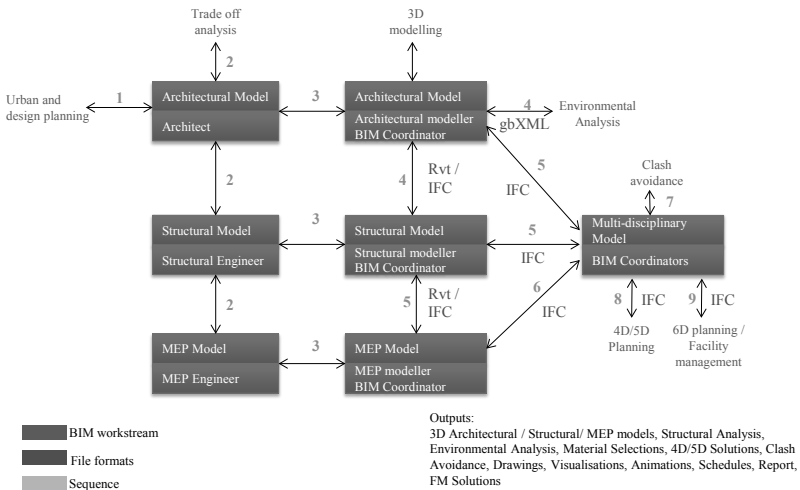 Trade off
analysis
3D
modelling
2
Urban and
design planning
1
Architectural Model
Architect
3
Architectural Model
Architectural modeller
BIM Coordinator
4
gbXML
Environmental
Analysis
2
4
Rvt /
IFC
5
IFC
Clash
avoidance
7
Structural Model
Structural Engineer
3
Structural Model
Structural modeller
BIM Coordinator
5
IFC
Multi-disciplinary
Model
BIM Coordinators
2
5
Rvt /
IFC
6
IFC
8
IFC
9
IFC
4D/5D
Planning
6D planning /
Facility
management
MEP Model
MEP Engineer
3
MEP Model
MEP modeller
BIM Coordinator
BIM workstream
File formats
Sequence
Outputs:
3D Architectural / Structural/ MEP models, Structural Analysis,
Environmental Analysis, Material Selections, 4D/5D Solutions, Clash
Avoidance, Drawings, Visualisations, Animations, Schedules, Report,
FM Solutions